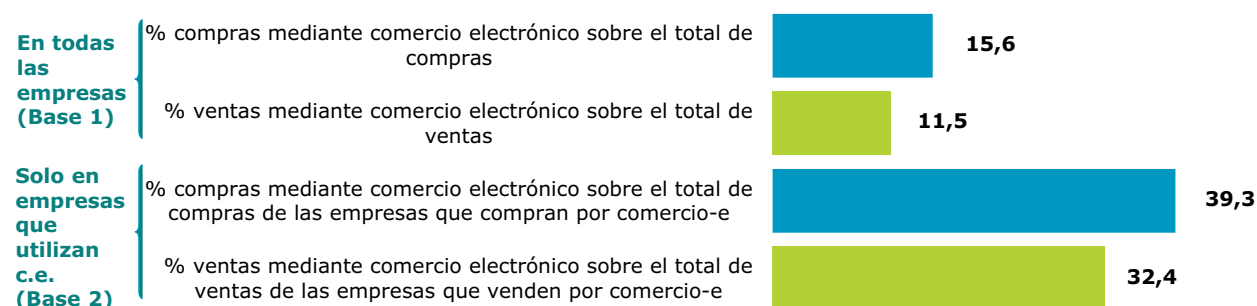 En todas
las
empresas
(Base 1)
% compras mediante comercio electrónico sobre el total de
compras
15,6
% ventas mediante comercio electrónico sobre el total de
ventas
11,5
Solo en
empresas
que
utilizan
c.e.
(Base 2)
% compras mediante comercio electrónico sobre el total de
compras de las empresas que compran por comercio-e
39,3
% ventas mediante comercio electrónico sobre el total de
ventas de las empresas que venden por comercio-e
32,4